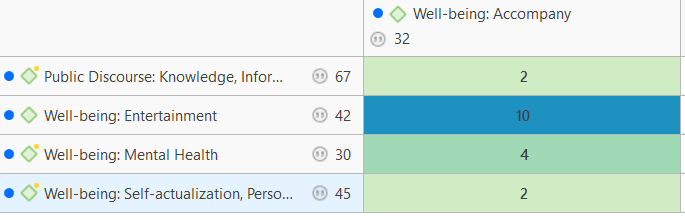 Well-being: Accompany
32
Public Discourse: Knowledge, Infor... 67 2
Well-being: Entertainment 42 10
Well-being: Mental Health 30 4
Well-being: Self-actualization, Perso... 45 2